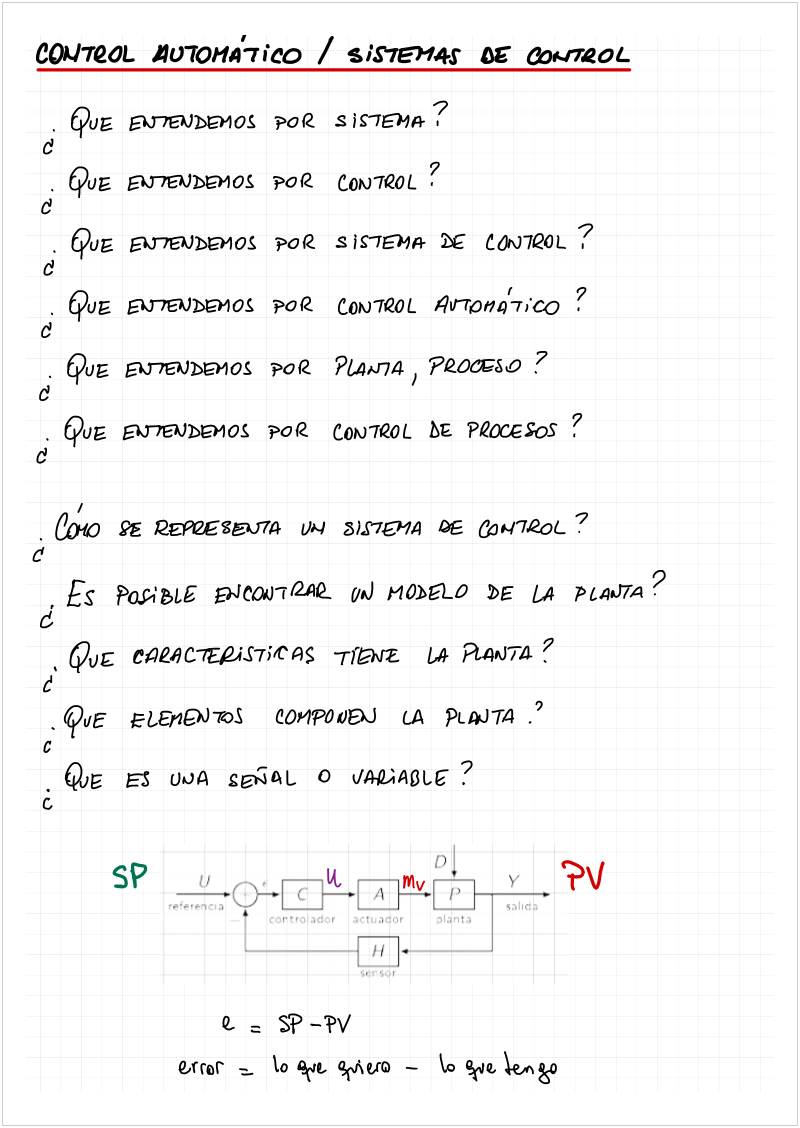 CONTROL AUTOMÁTICO / SISTEMAS DE CONTROL
¿ QUE ENTENDEMOS POR SISTEMA?
¿ QUE ENTENDEMOS POR CONTROL?
¿ QUE ENTENDEMOS POR SISTEMA DE CONTROL?
¿ QUE ENTENDEMOS POR CONTROL AUTOMÁTICO?
¿ QUE ENTENDEMOS POR PLANTA, PROCESO?
¿ QUE ENTENDEMOS POR CONTROL DE PROCESOS?
¿ CÓMO SE REPRESENTA UN SISTEMA DE CONTROL?
¿ ES POSIBLE ENCONTRAR UN MODELO DE LA PLANTA?
¿ QUE CARACTERISTICAS TIENE LA PLANTA?
¿ QUE ELEMENTOS COMPONEN LA PLANTA?
¿ QUE ES UNA SEÑAL O VARIABLE?
D
SP U e C u A mv P Y PV
referencia controlador actuador planta salida
H
sensor
e = SP - PV
error = lo que quiero - lo que tengo